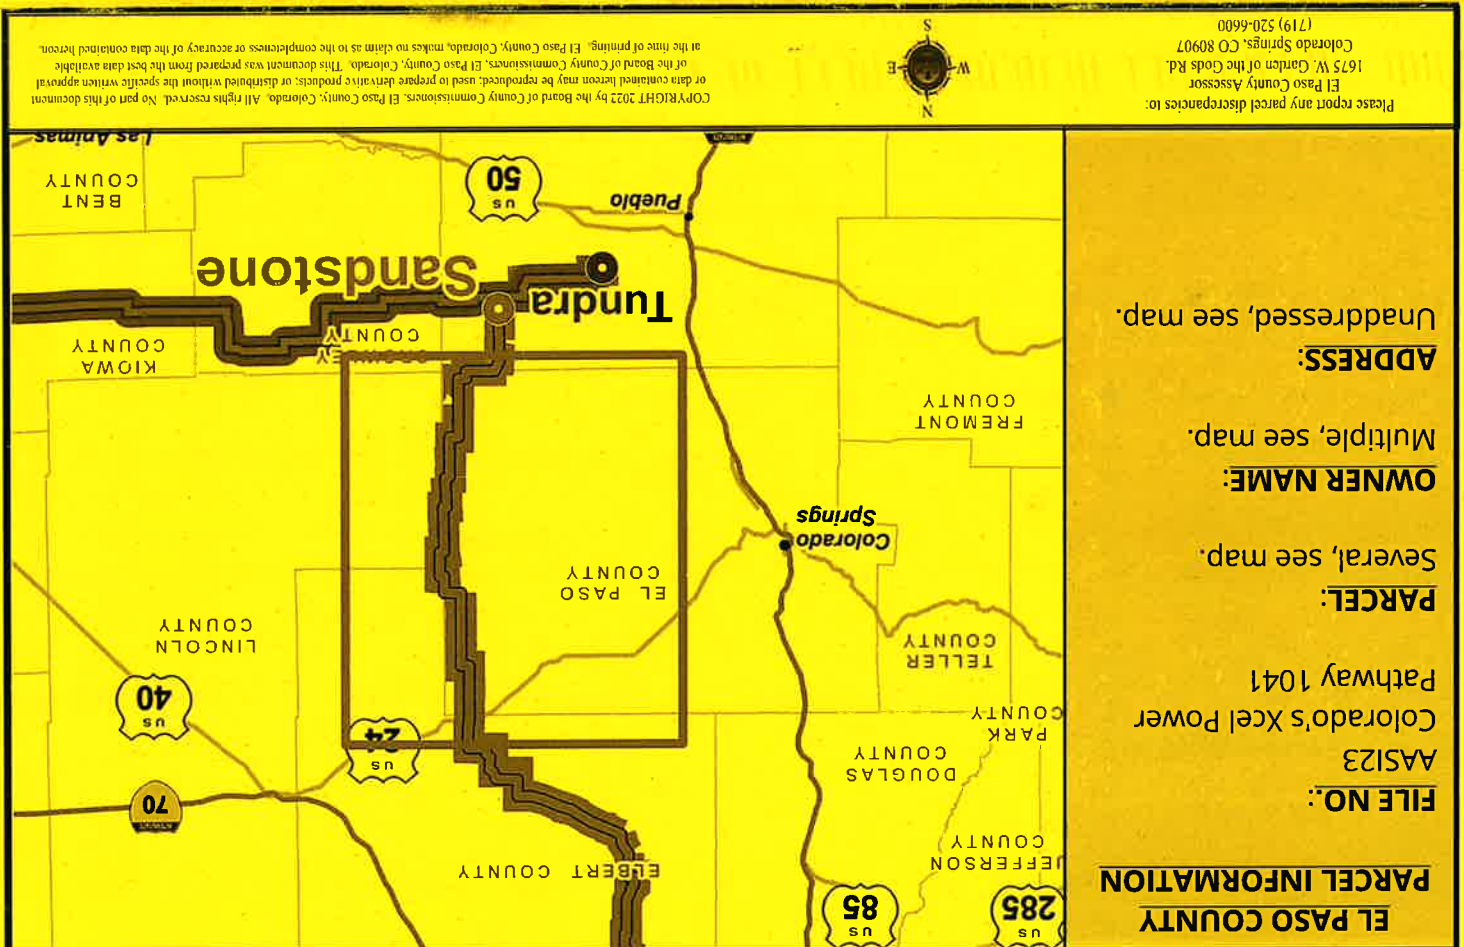 EL PASO COUNTY
PARCEL INFORMATION
FILE NO.:
AASI23
Colorado's Xcel Power
Pathway 1041
PARCEL:
Several, see map.
OWNER NAME:
Multiple, see map.
ADDRESS:
Unaddressed, see map.
US
285
US
85
JEFFERSON
COUNTY
ELBERT COUNTY
70
DOUGLAS
COUNTY
PARK
COUNTY
US
24
US
40
TELLER
COUNTY
LINCOLN
COUNTY
EL PASO
COUNTY
Colorado
Springs
FREMONT
COUNTY
KIOWA
COUNTY
CROWLEY
COUNTY
Tundra
Sandstone
Pueblo
US
50
BENT
COUNTY
Las Animas
Please report any parcel discrepancies to:
El Paso County Assessor
1675 W. Garden of the Gods Rd.
Colorado Springs, CO 80907
(719) 520-6600
N
W
E
S
COPYRIGHT 2022 by the Board of County Commissioners, El Paso County, Colorado. All rights reserved. No part of this document
or data contained hereon may be reproduced; used to prepare derivative products; or distributed without the specific written approval
of the Board of County Commissioners, El Paso County, Colorado. This document was prepared from the best data available
at the time of printing. El Paso County, Colorado, makes no claim as to the completeness or accuracy of the data contained hereon.